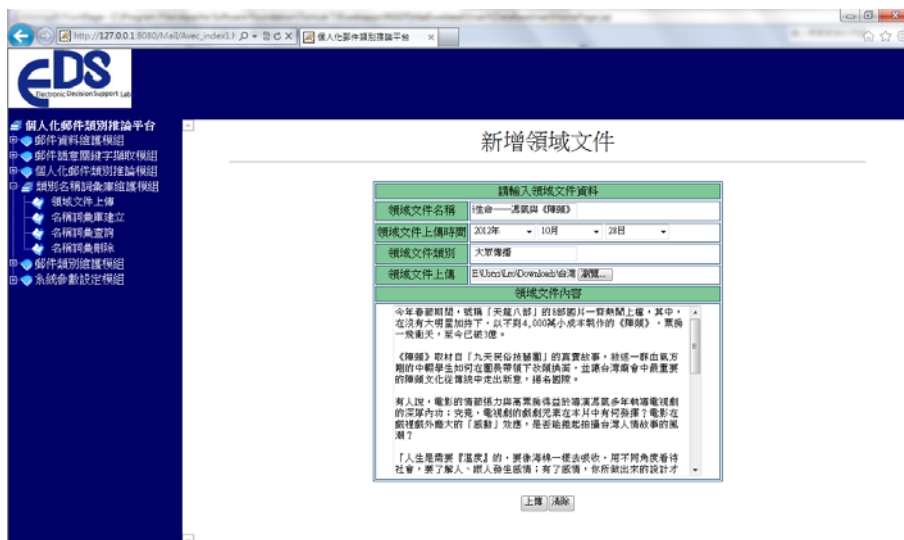 http://127.0.0.1:8080/Mail/Avec_index1.h
個人化郵件類別推論平台
EDS
Electronic Decision Support Lab
個人化郵件類別推論平台
郵件資料維護模組
郵件語意關鍵字擷取模組
個人化郵件類別推論模組
類別名稱詞彙庫維護模組
領域文件上傳
名稱詞彙庫建立
名稱詞彙查詢
名稱詞彙刪除
郵件類別維護模組
系統參數設定模組
新增領域文件
請輸入領域文件資料
領域文件名稱 生命——馮凱與《陣頭》
領域文件上傳時間 2012年 10月 28日
領域文件類別 大眾傳播
領域文件上傳 E:\Users\Leo\Downloads\台灣 瀏覽...
領域文件內容
今年春節期間,號稱「天龍八部」的8部國片一齊熱鬧上檔,其中,
在沒有大明星加持下,以不到4,000萬小成本製作的《陣頭》,票房
一飛衝天,至今已破3億。
《陣頭》取材自「九天民俗技藝團」的真實故事,敘述一群血氣方
剛的中輟學生如何在團長帶領下改頭換面,並讓台灣廟會中最重要
的陣頭文化從傳統中走出新意,揚名國際。
有人說,電影的情節張力與高票房得益於導演馮凱多年執導電視劇
的深厚內功;究竟,電視劇的戲劇元素在本片中有何發揮?電影在
戲裡戲外龐大的「感動」效應,是否能捲起拍攝台灣人情故事的風
潮?
「人生是需要『溫度』的,要像海棉一樣去吸收,用不同角度看待
社會,要了解人、跟人發生感情;有了感情,你所做出來的設計才
上傳 清除